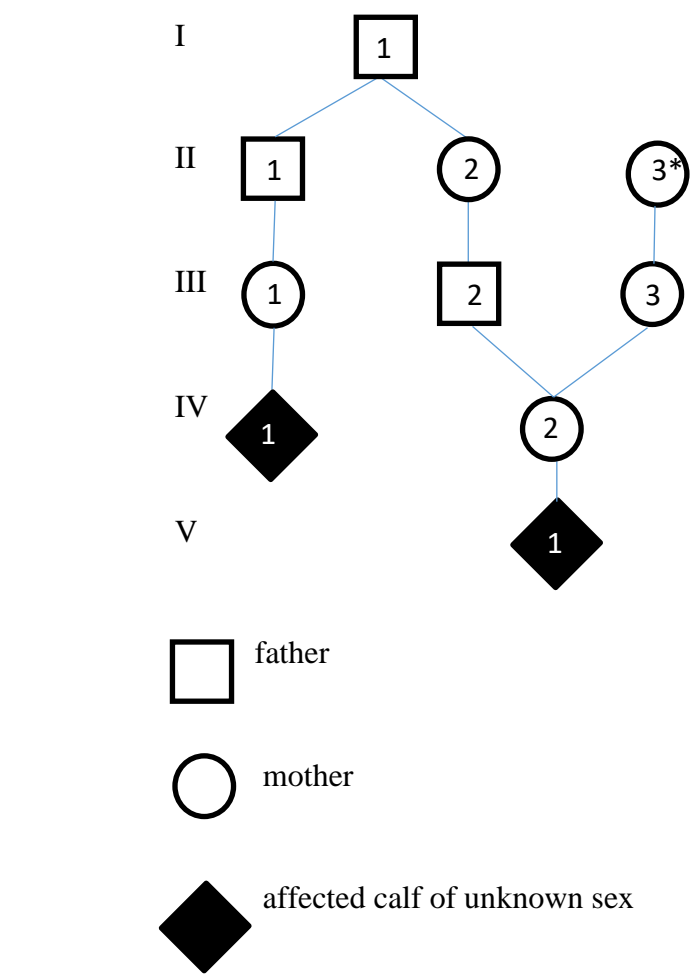 I
1
II
1 2 3*
III
1 2 3
IV
1 2
V
1
father
mother
affected calf of unknown sex